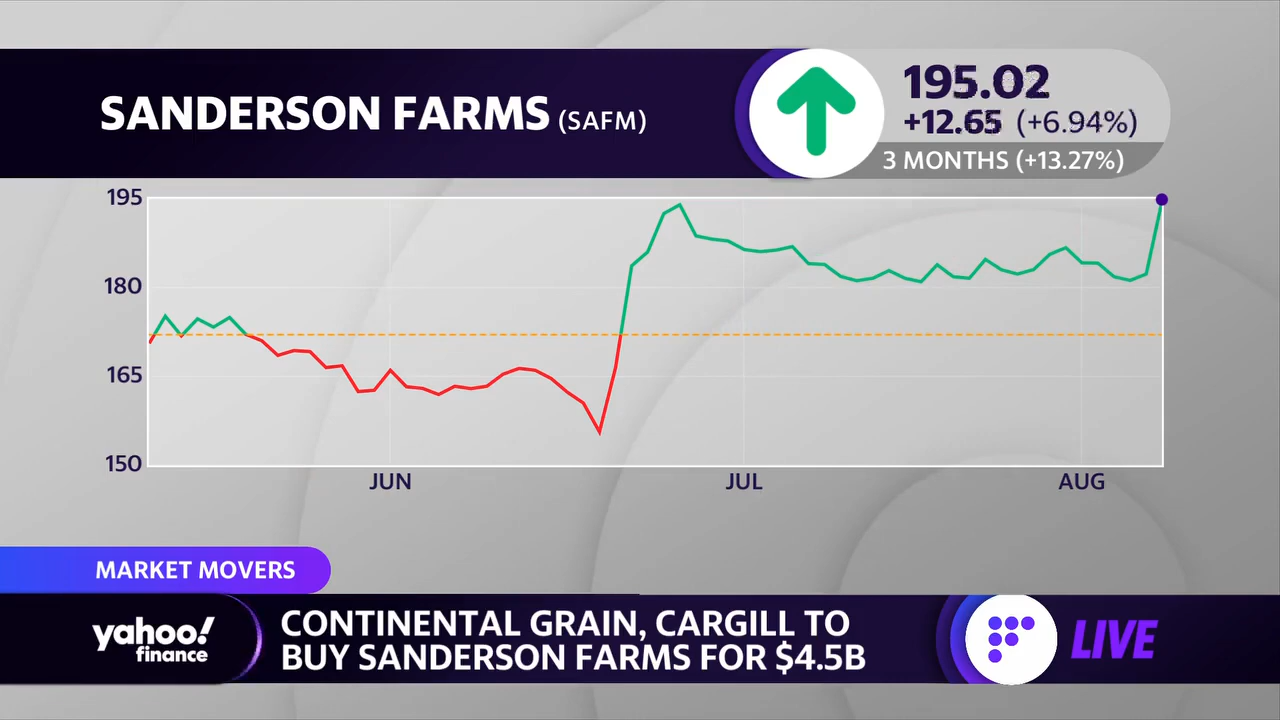 SANDERSON FARMS (SAFM)
195.02
+12.65 (+6.94%)
3 MONTHS (+13.27%)
195
180
165
150
JUN JUL AUG
MARKET MOVERS
yahoo!
finance
CONTINENTAL GRAIN, CARGILL TO
BUY SANDERSON FARMS FOR $4.5B
LIVE